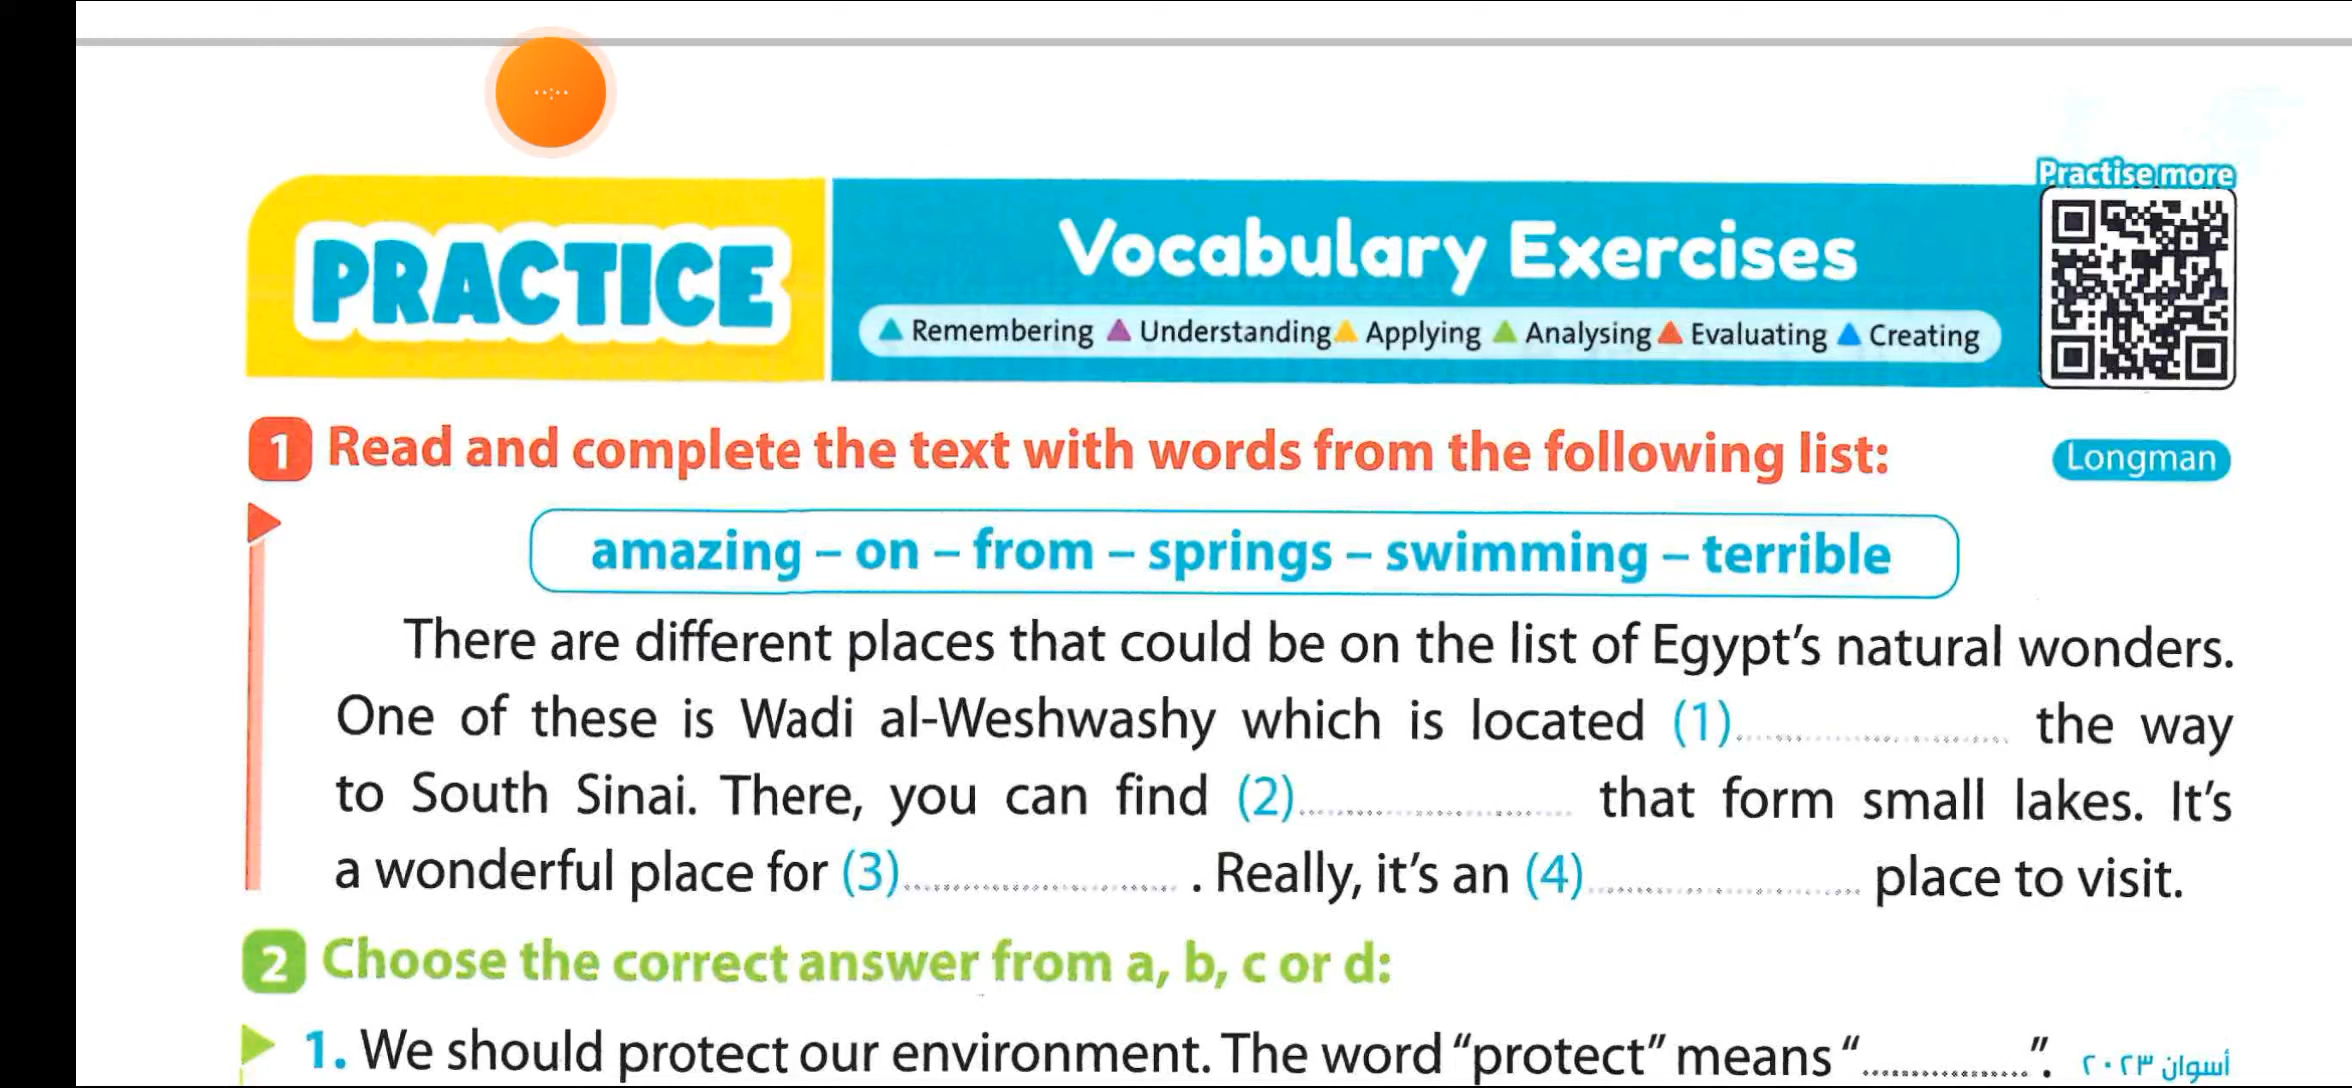 Practise more
PRACTICE
Vocabulary Exercises
Remembering Understanding Applying Analysing Evaluating Creating
1 Read and complete the text with words from the following list:
Longman
amazing – on – from – springs – swimming – terrible
There are different places that could be on the list of Egypt's natural wonders.
One of these is Wadi al-Weshwashy which is located (1).................... the way
to South Sinai. There, you can find (2).................... that form small lakes. It's
a wonderful place for (3).................... . Really, it's an (4).................... place to visit.
2 Choose the correct answer from a, b, c or d:
1. We should protect our environment. The word "protect" means "................".
أسوان ٢٠٢٣